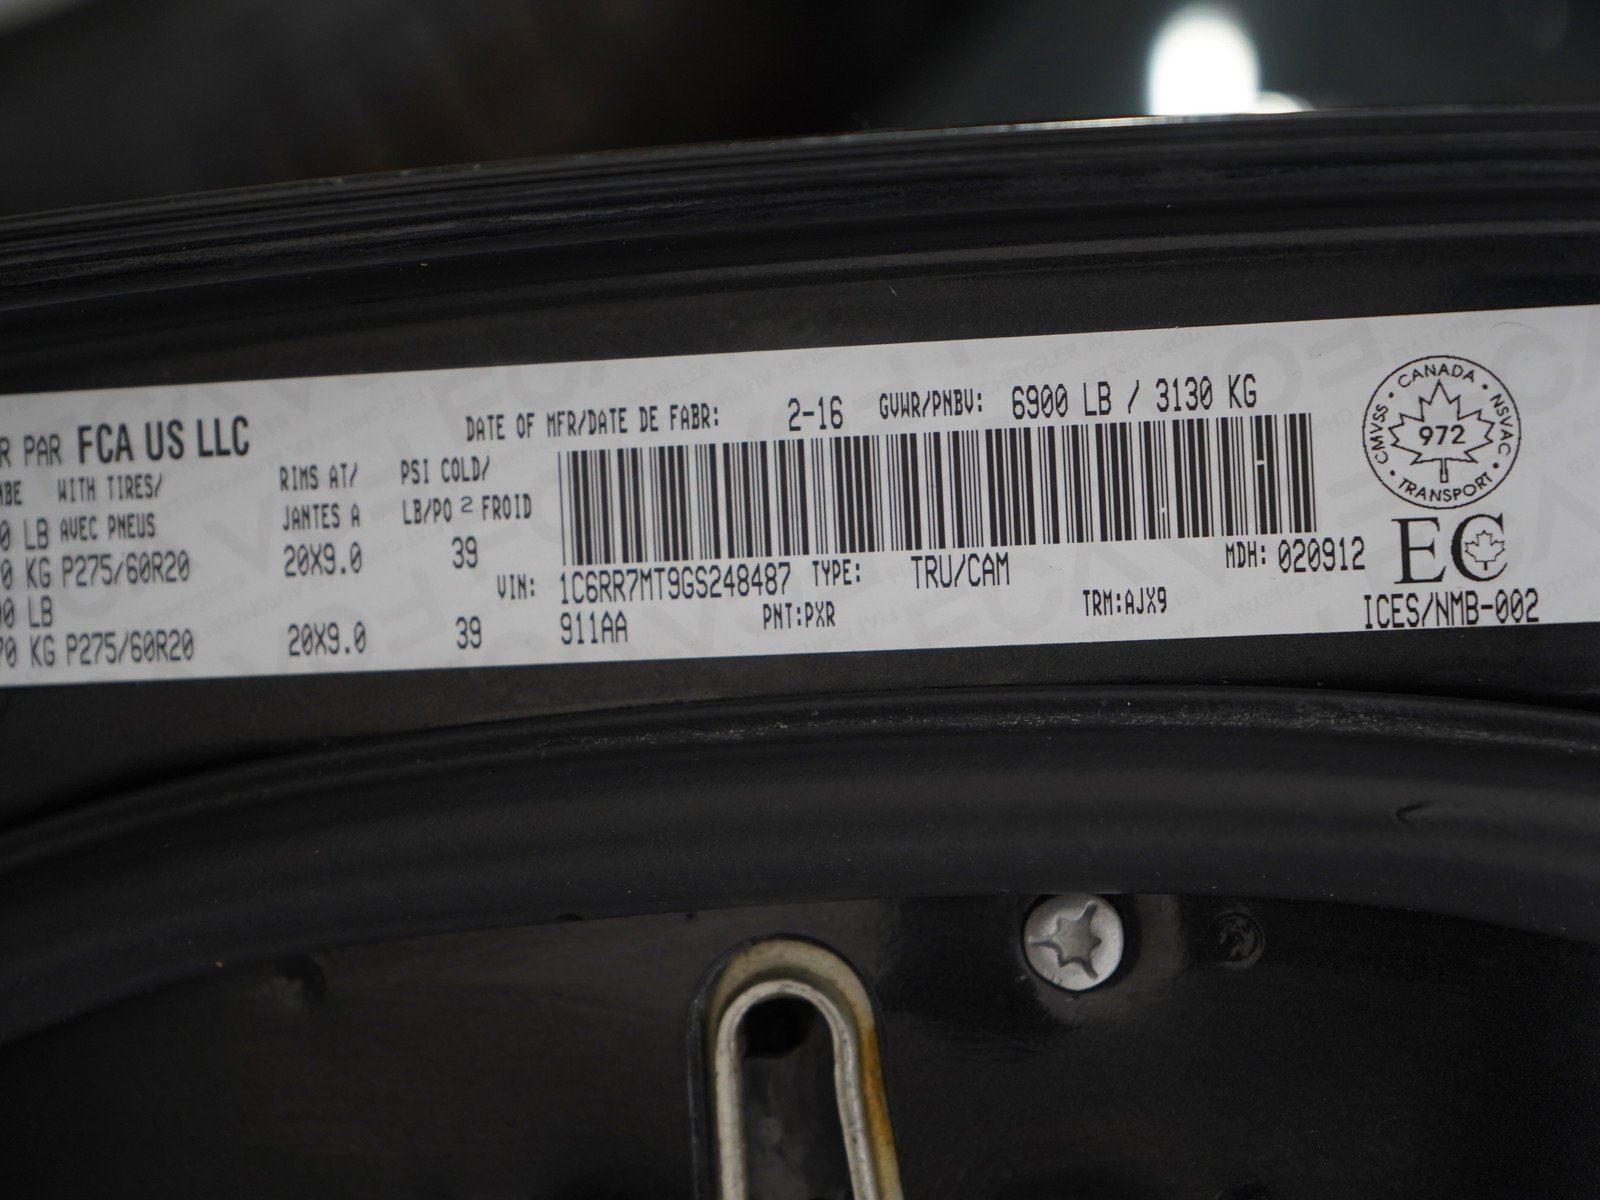 R PAR FCA US LLC
DATE OF MFR/DATE DE FABR: 2-16 GVWR/PNBV: 6900 LB / 3130 KG
WITH TIRES/ RIMS AT/ PSI COLD/
LB AVEC PNEUS JANTES A LB/PO 2 FROID
KG P275/60R20 20X9.0 39
VIN: 1C6RR7MT9GS248487 TYPE: TRU/CAM MDH: 020912
LB
KG P275/60R20 20X9.0 39 911AA PNT:PXR TRM:AJX9
CANADA
CMVSS 972 NSVAC
TRANSPORT
EC
ICES/NMB-002